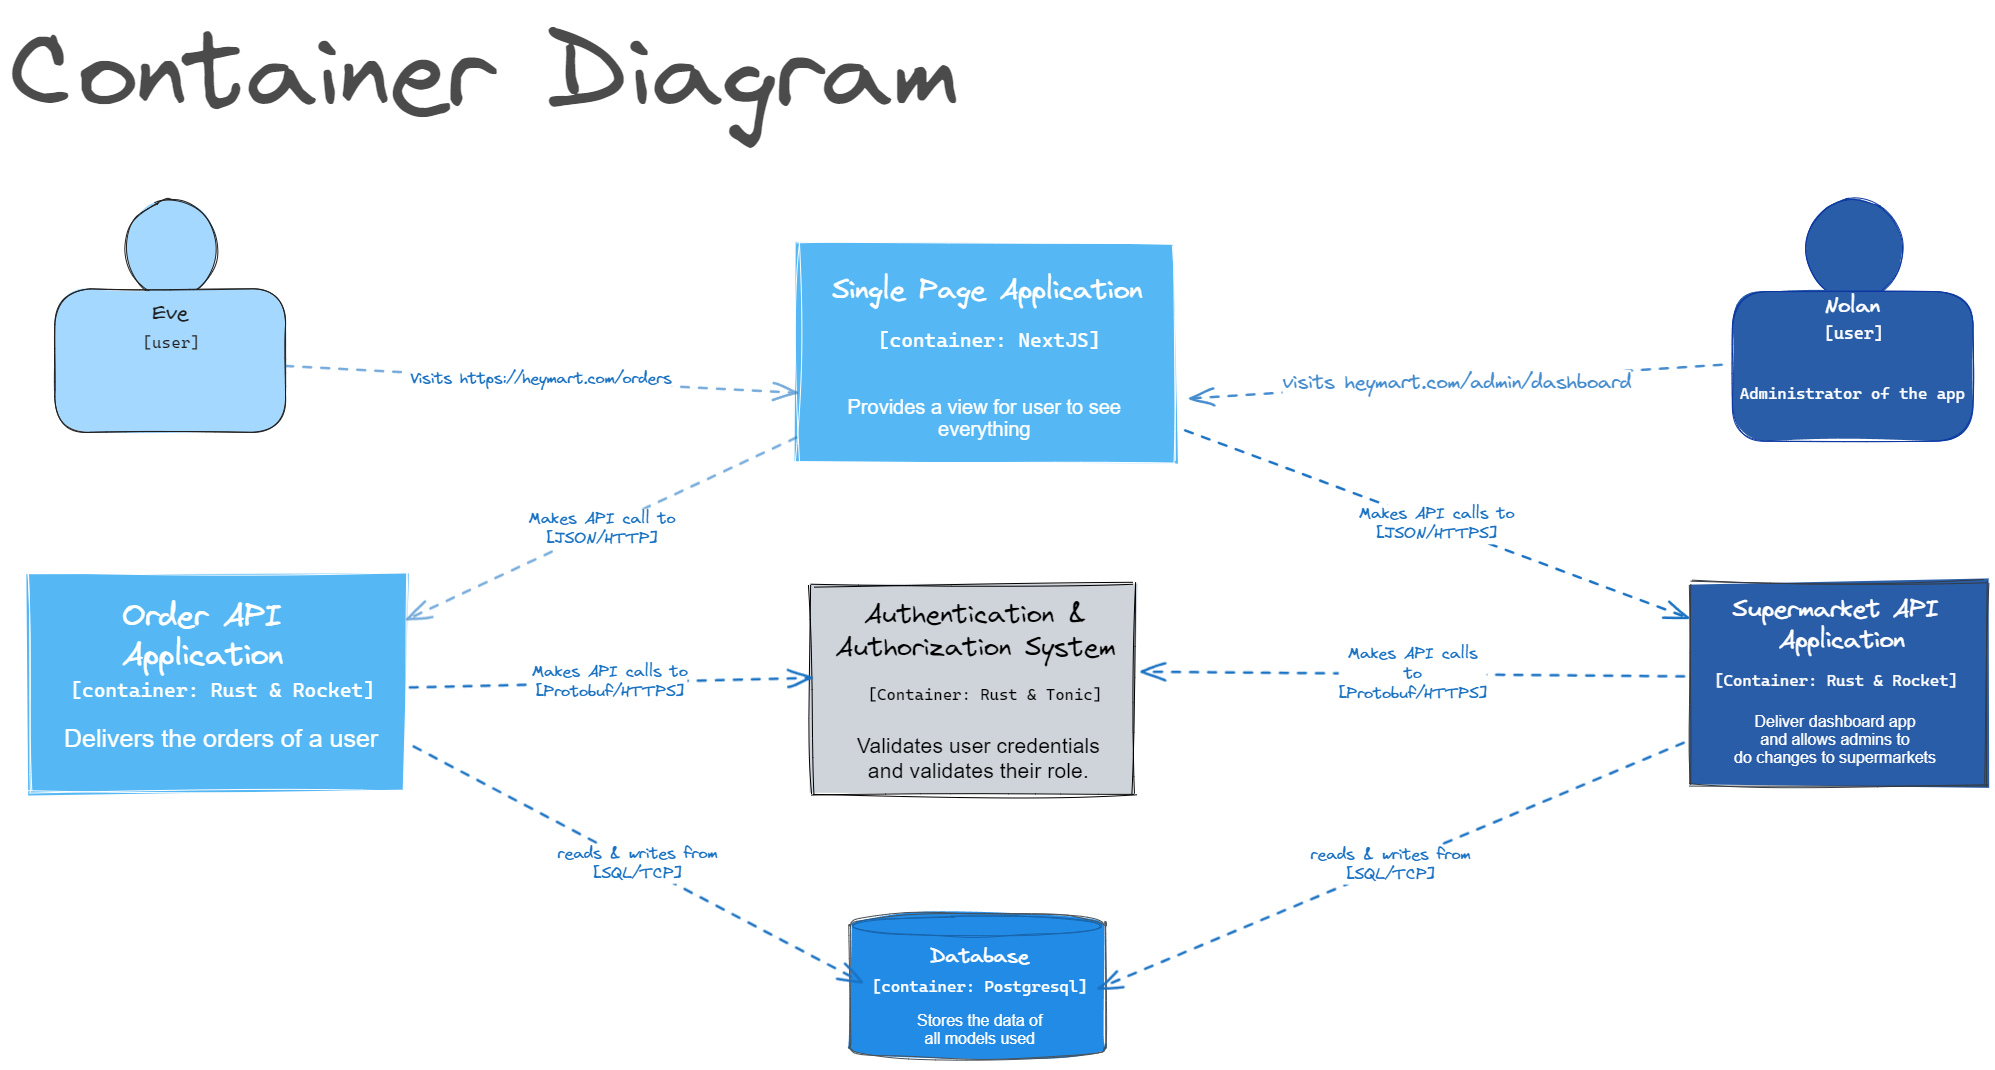 Container Diagram
Eve
[user]
Visits https://heymart.com/orders
Single Page Application
[container: NextJS]
Provides a view for user to see
everything
visits heymart.com/admin/dashboard
Nolan
[user]
Administrator of the app
Makes API call to
[JSON/HTTP]
Makes API calls to
[JSON/HTTPS]
Order API
Application
[container: Rust & Rocket]
Delivers the orders of a user
Makes API calls to
[Protobuf/HTTPS]
Authentication &
Authorization System
[Container: Rust & Tonic]
Validates user credentials
and validates their role.
Makes API calls
to
[Protobuf/HTTPS]
Supermarket API
Application
[Container: Rust & Rocket]
Deliver dashboard app
and allows admins to
do changes to supermarkets
reads & writes from
[SQL/TCP]
reads & writes from
[SQL/TCP]
Database
[container: Postgresql]
Stores the data of
all models used